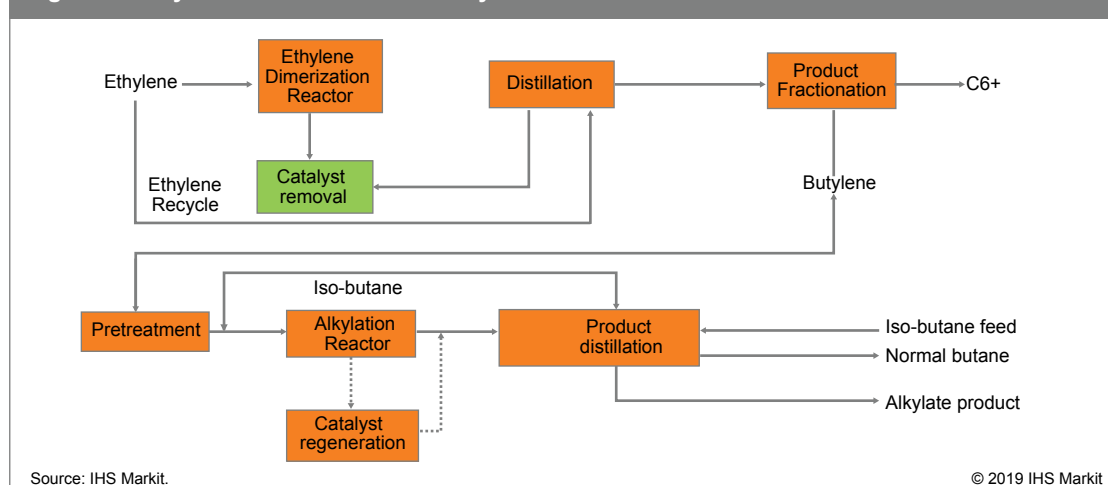 Ethylene
Ethylene
Dimerization
Reactor
Distillation
Product
Fractionation
C6+
Catalyst
removal
Ethylene
Recycle
Butylene
Iso-butane
Pretreatment
Alkylation
Reactor
Product
distillation
Iso-butane feed
Normal butane
Alkylate product
Catalyst
regeneration
Source: IHS Markit.
© 2019 IHS Markit